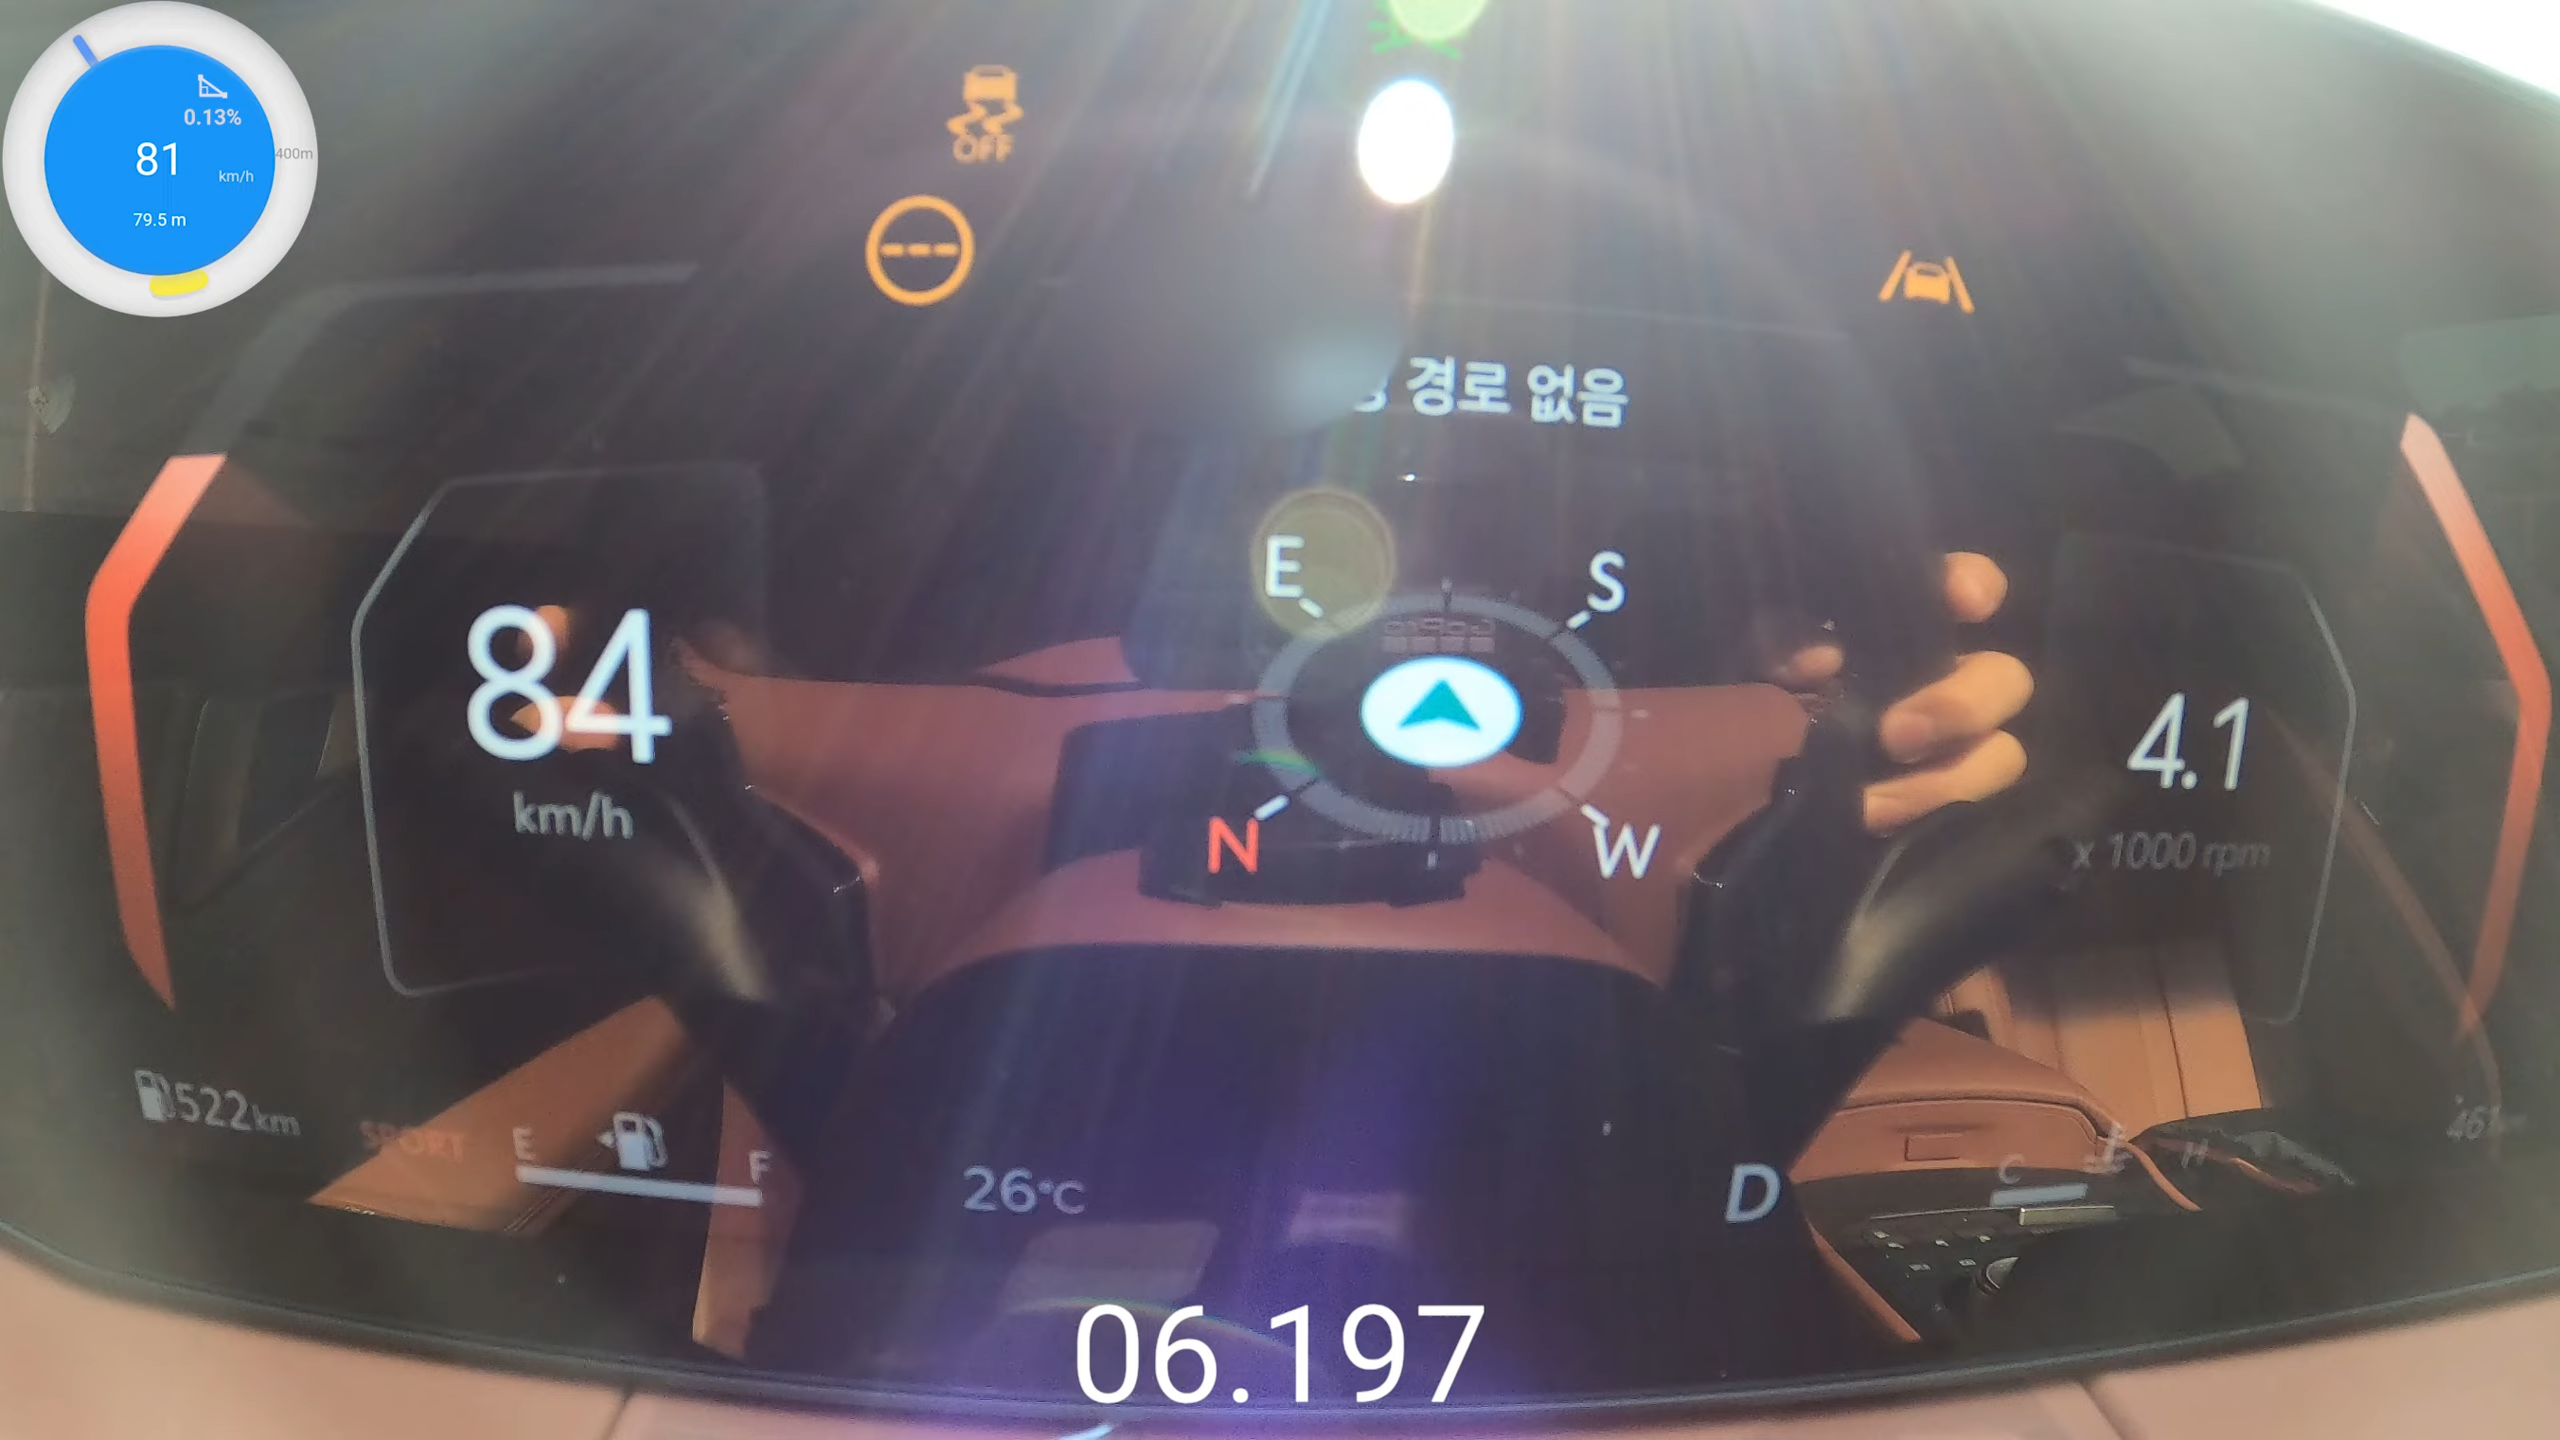 0.13%
81
km/h
400m
79.5 m
OFF
경로 없음
E
S
84
km/h
N
W
4.1
x 1000 rpm
522km
SPORT
E
F
26°C
D
C
H
06.197